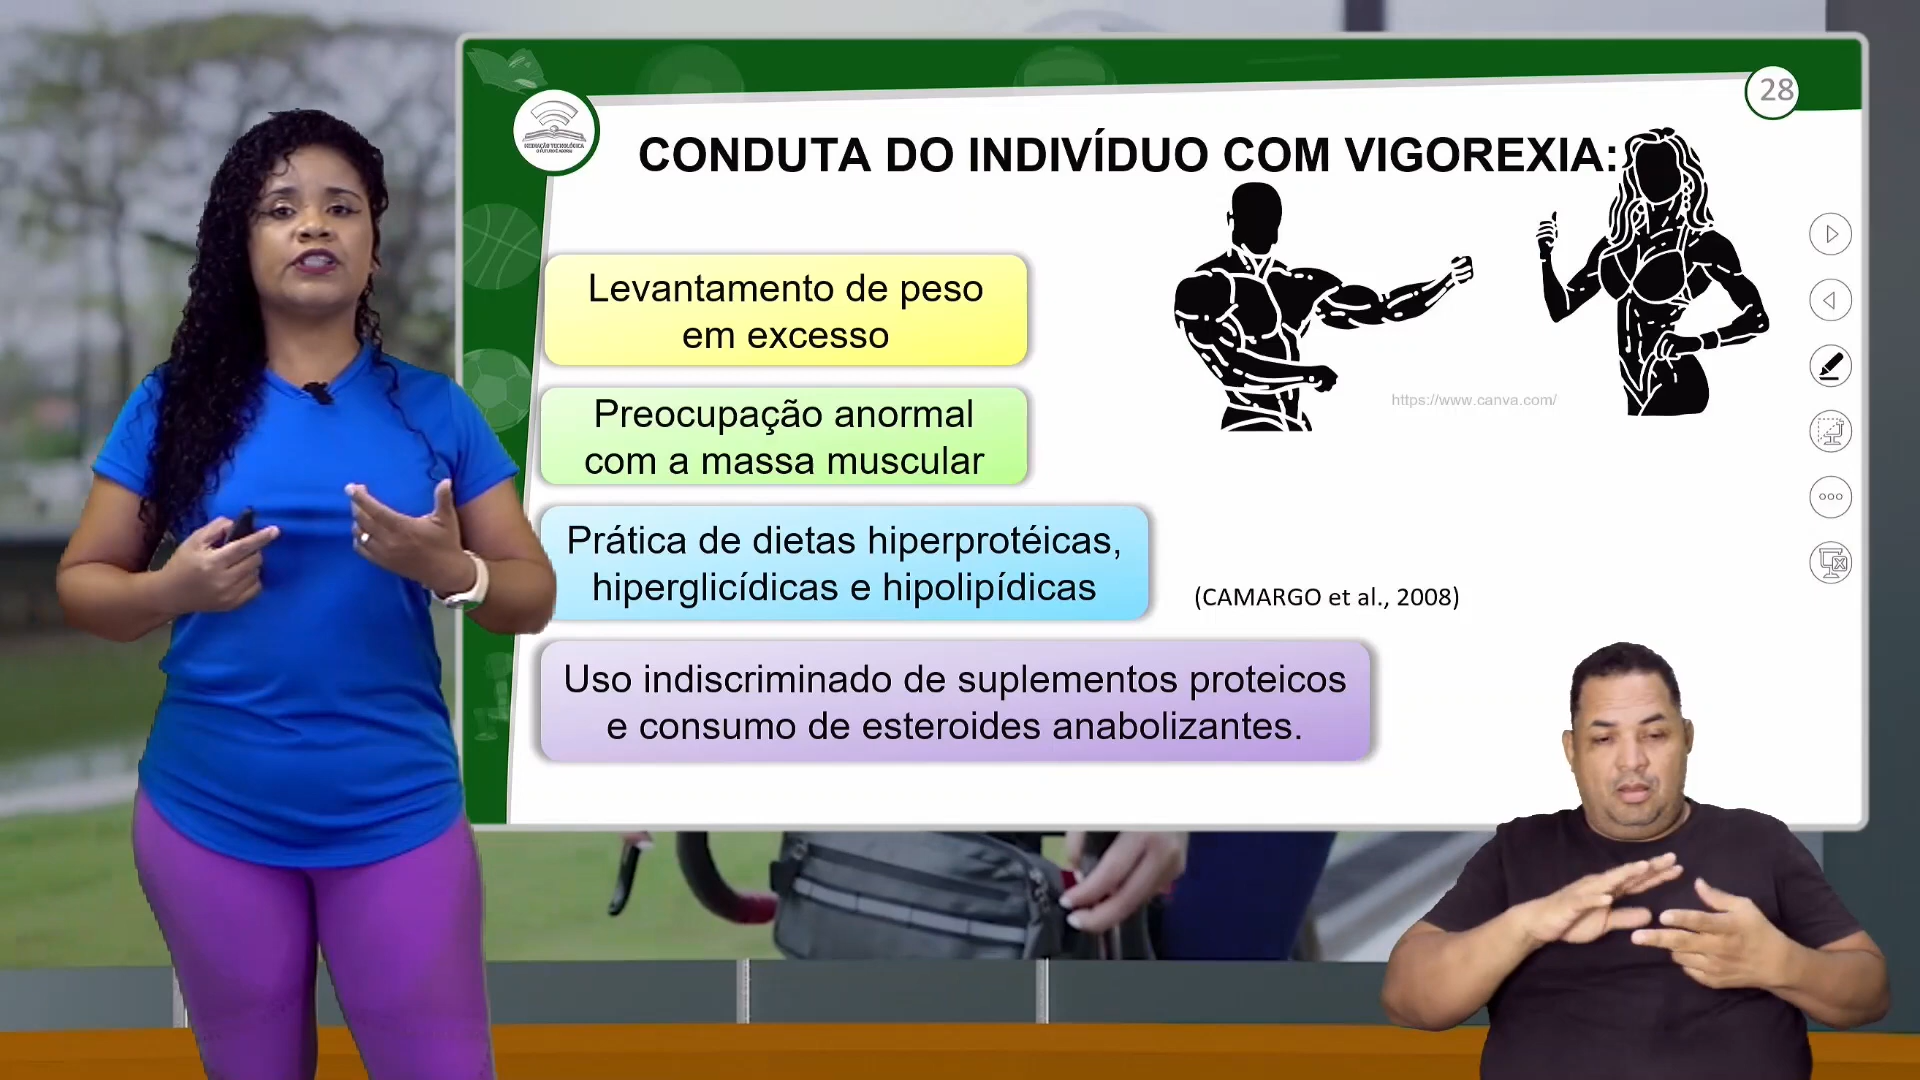 28
MEDIAÇÃO TECNOLÓGICA
CONDUTA DO INDIVÍDUO COM VIGOREXIA:
Levantamento de peso
em excesso
https://www.canva.com/
Preocupação anormal
com a massa muscular
Prática de dietas hiperprotéicas,
hiperglicídicas e hipolipídicas
(CAMARGO et al., 2008)
Uso indiscriminado de suplementos proteicos
e consumo de esteroides anabolizantes.